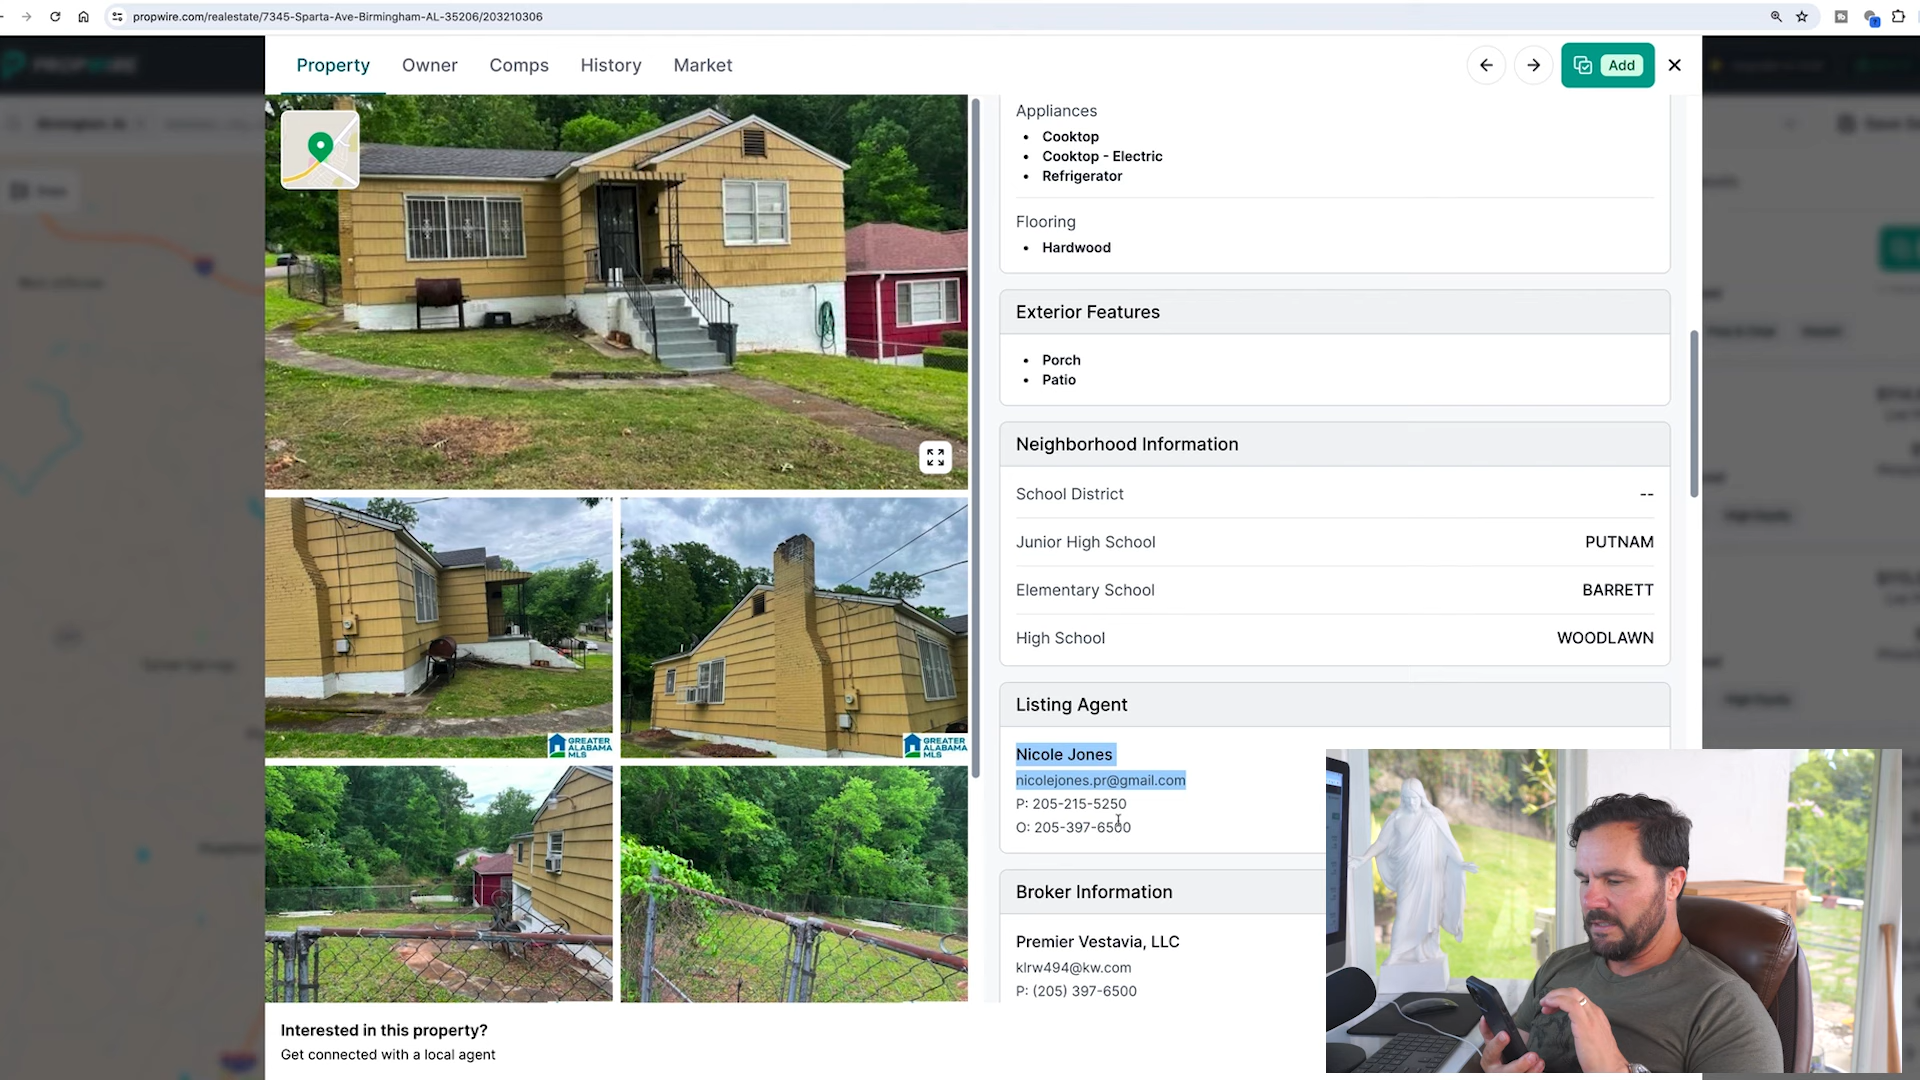 propwire.com/realestate/7345-Sparta-Ave-Birmingham-AL-35206/203210306
PROPWIRE
Property
Owner
Comps
History
Market
Add
Appliances
• Cooktop
• Cooktop - Electric
• Refrigerator
Flooring
• Hardwood
Exterior Features
• Porch
• Patio
Neighborhood Information
School District
--
Junior High School
PUTNAM
Elementary School
BARRETT
High School
WOODLAWN
Listing Agent
Nicole Jones
nicolejones.pr@gmail.com
P: 205-215-5250
O: 205-397-6500
Broker Information
Premier Vestavia, LLC
klrw494@kw.com
P: (205) 397-6500
GREATER
ALABAMA
MLS
GREATER
ALABAMA
MLS
Interested in this property?
Get connected with a local agent